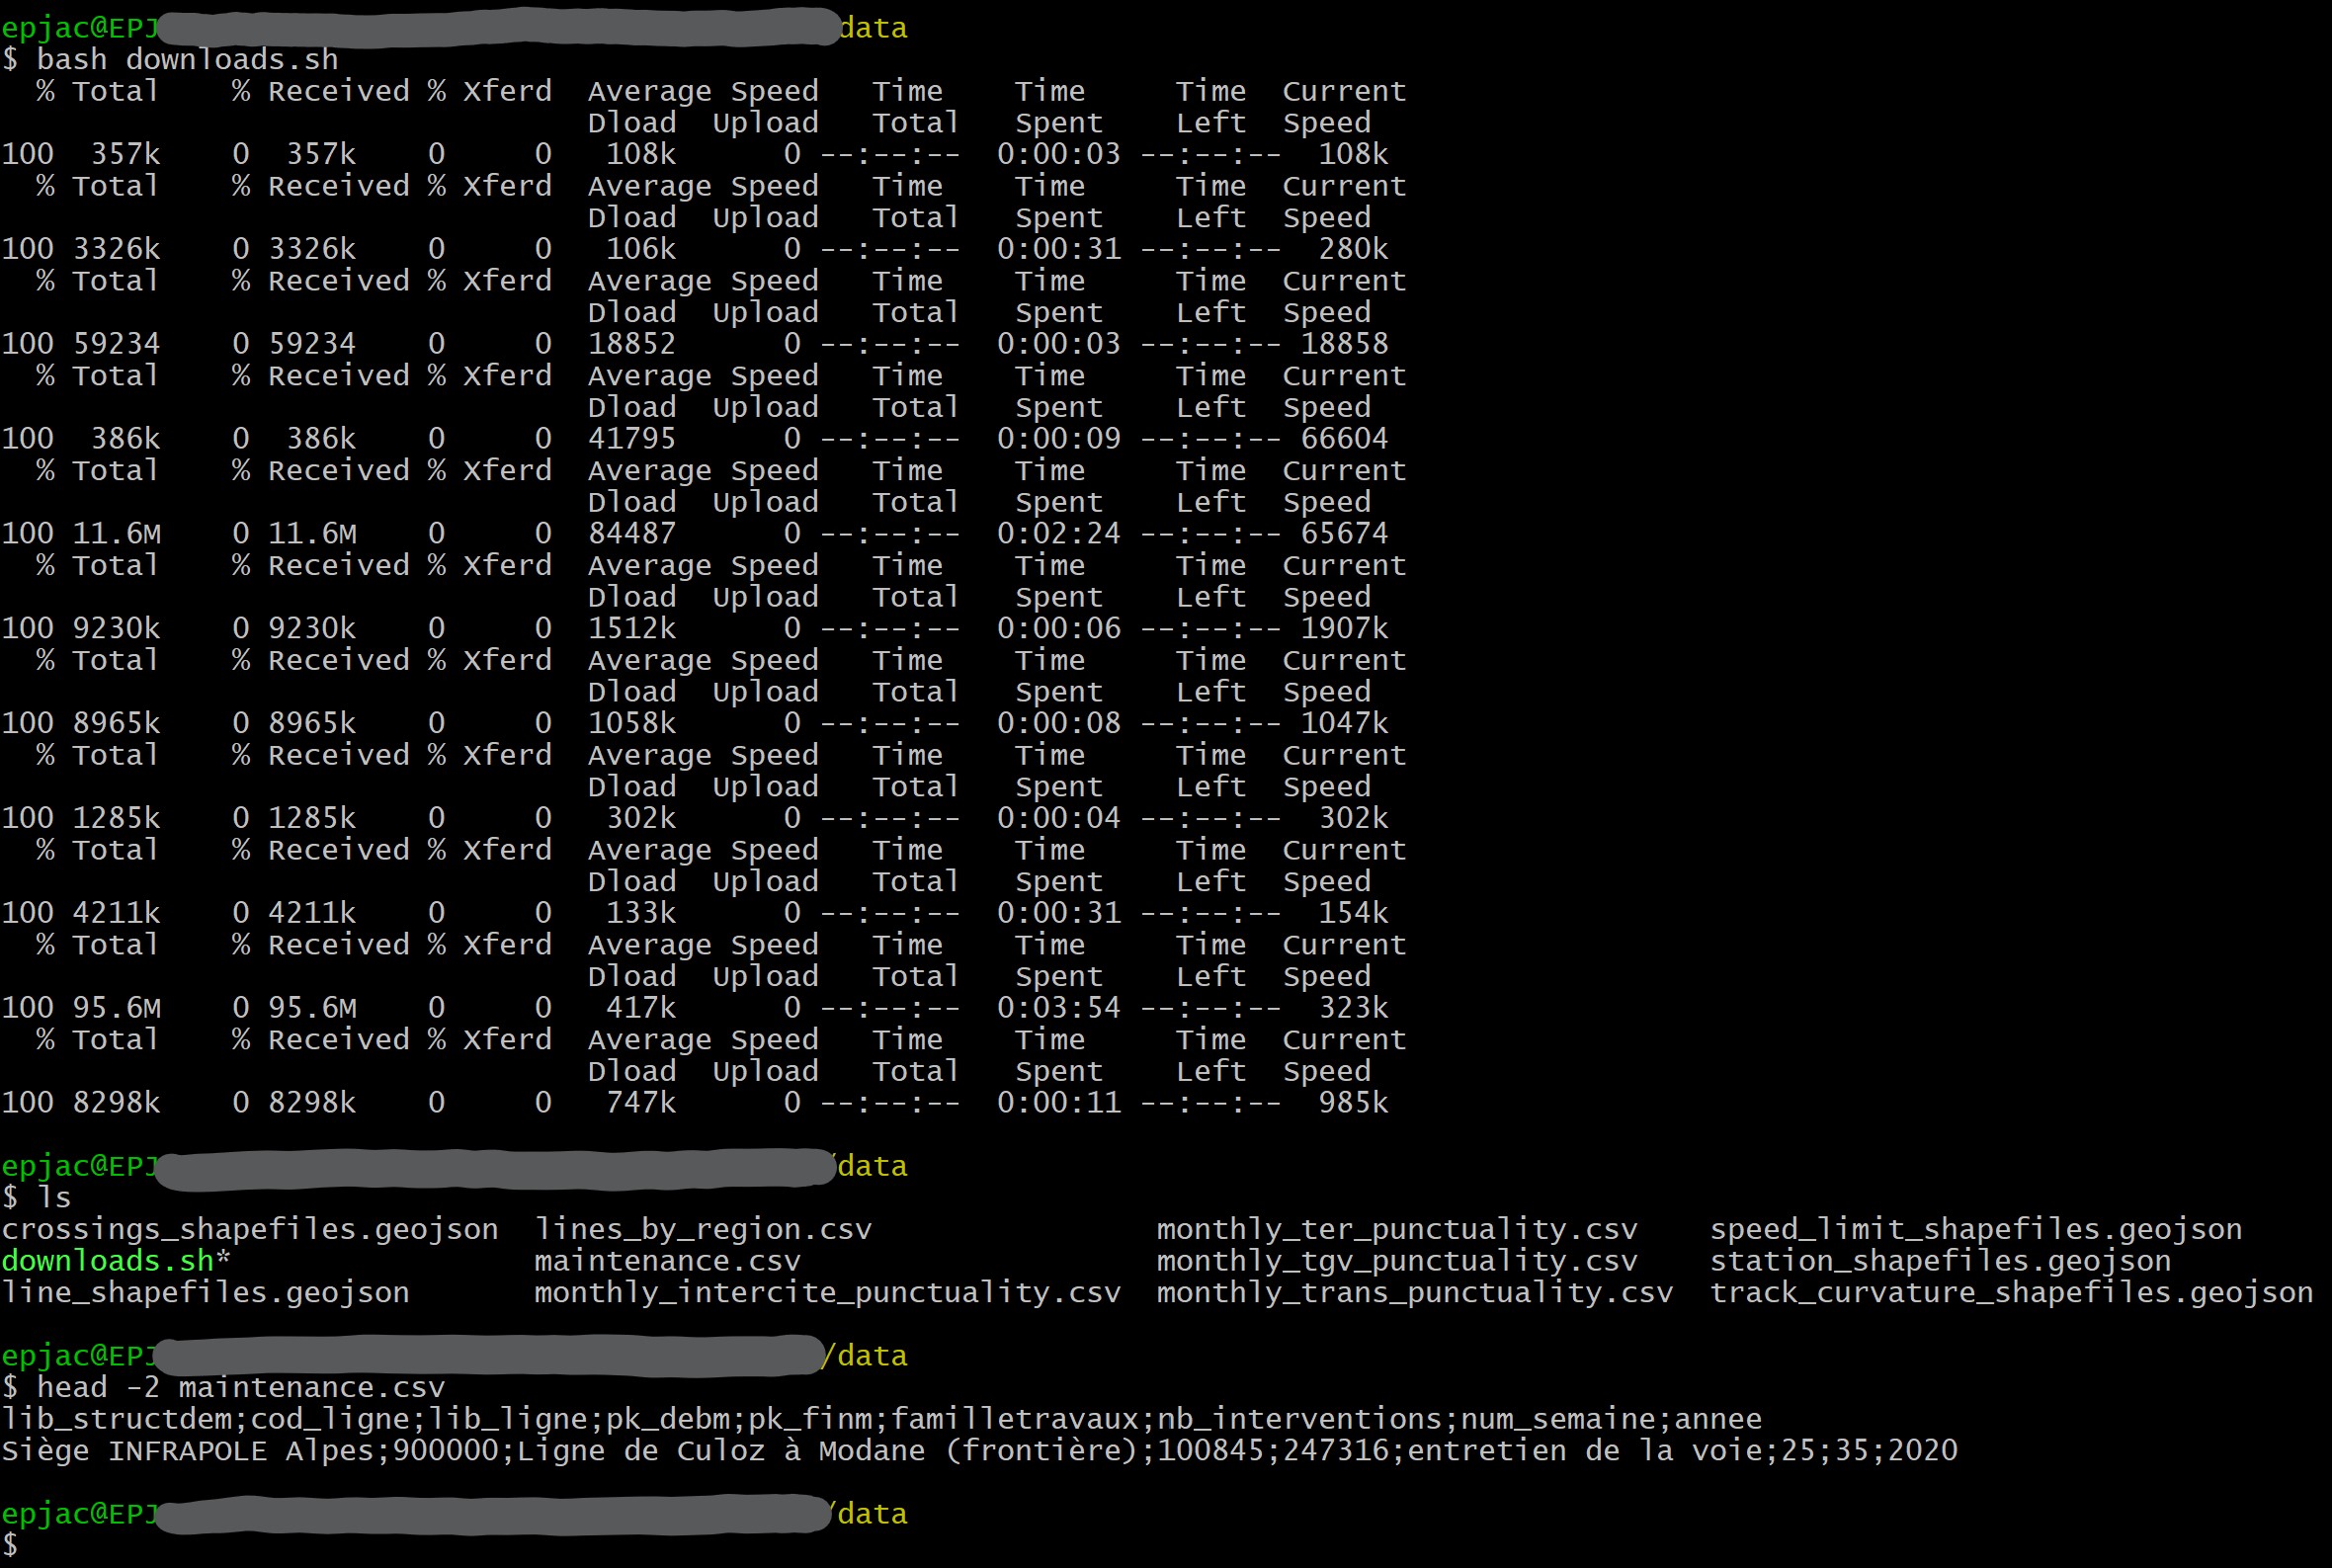 epjac@EPJ data
$ bash downloads.sh
  % Total    % Received % Xferd  Average Speed   Time    Time     Time  Current
                                 Dload  Upload   Total   Spent    Left  Speed
100  357k    0  357k    0     0   108k      0 --:--:--  0:00:03 --:--:--  108k
  % Total    % Received % Xferd  Average Speed   Time    Time     Time  Current
                                 Dload  Upload   Total   Spent    Left  Speed
100 3326k    0 3326k    0     0   106k      0 --:--:--  0:00:31 --:--:--  280k
  % Total    % Received % Xferd  Average Speed   Time    Time     Time  Current
                                 Dload  Upload   Total   Spent    Left  Speed
100 59234    0 59234    0     0  18852      0 --:--:--  0:00:03 --:--:-- 18858
  % Total    % Received % Xferd  Average Speed   Time    Time     Time  Current
                                 Dload  Upload   Total   Spent    Left  Speed
100  386k    0  386k    0     0  41795      0 --:--:--  0:00:09 --:--:-- 66604
  % Total    % Received % Xferd  Average Speed   Time    Time     Time  Current
                                 Dload  Upload   Total   Spent    Left  Speed
100 11.6M    0 11.6M    0     0  84487      0 --:--:--  0:02:24 --:--:-- 65674
  % Total    % Received % Xferd  Average Speed   Time    Time     Time  Current
                                 Dload  Upload   Total   Spent    Left  Speed
100 9230k    0 9230k    0     0  1512k      0 --:--:--  0:00:06 --:--:-- 1907k
  % Total    % Received % Xferd  Average Speed   Time    Time     Time  Current
                                 Dload  Upload   Total   Spent    Left  Speed
100 8965k    0 8965k    0     0  1058k      0 --:--:--  0:00:08 --:--:-- 1047k
  % Total    % Received % Xferd  Average Speed   Time    Time     Time  Current
                                 Dload  Upload   Total   Spent    Left  Speed
100 1285k    0 1285k    0     0   302k      0 --:--:--  0:00:04 --:--:--  302k
  % Total    % Received % Xferd  Average Speed   Time    Time     Time  Current
                                 Dload  Upload   Total   Spent    Left  Speed
100 4211k    0 4211k    0     0   133k      0 --:--:--  0:00:31 --:--:--  154k
  % Total    % Received % Xferd  Average Speed   Time    Time     Time  Current
                                 Dload  Upload   Total   Spent    Left  Speed
100 95.6M    0 95.6M    0     0   417k      0 --:--:--  0:03:54 --:--:--  323k
  % Total    % Received % Xferd  Average Speed   Time    Time     Time  Current
                                 Dload  Upload   Total   Spent    Left  Speed
100 8298k    0 8298k    0     0   747k      0 --:--:--  0:00:11 --:--:--  985k
epjac@EPJ /data
$ ls
crossings_shapefiles.geojson  lines_by_region.csv                monthly_ter_punctuality.csv    speed_limit_shapefiles.geojson
downloads.sh*                 maintenance.csv                    monthly_tgv_punctuality.csv    station_shapefiles.geojson
line_shapefiles.geojson       monthly_intercite_punctuality.csv  monthly_trans_punctuality.csv  track_curvature_shapefiles.geojson
epjac@EPJ /data
$ head -2 maintenance.csv
lib_structdem;cod_ligne;lib_ligne;pk_debm;pk_finm;familletravaux;nb_interventions;num_semaine;annee
Siège INFRAPOLE Alpes;900000;Ligne de Culoz à Modane (frontière);100845;247316;entretien de la voie;25;35;2020
epjac@EPJ /data
$